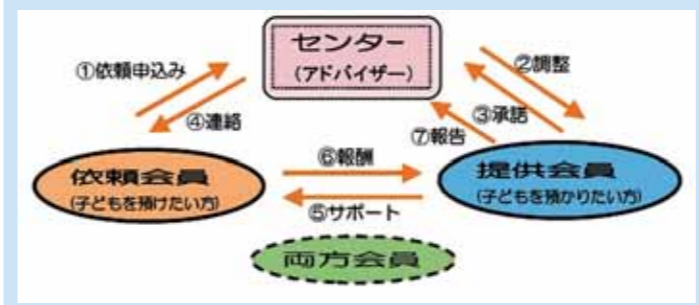 センター
(アドバイザー)
①依頼申込み
②調整
③承諾
④連絡
⑦報告
⑥報酬
依頼会員
(子どもを預けたい方)
提供会員
(子どもを預かりたい方)
⑤サポート
両方会員